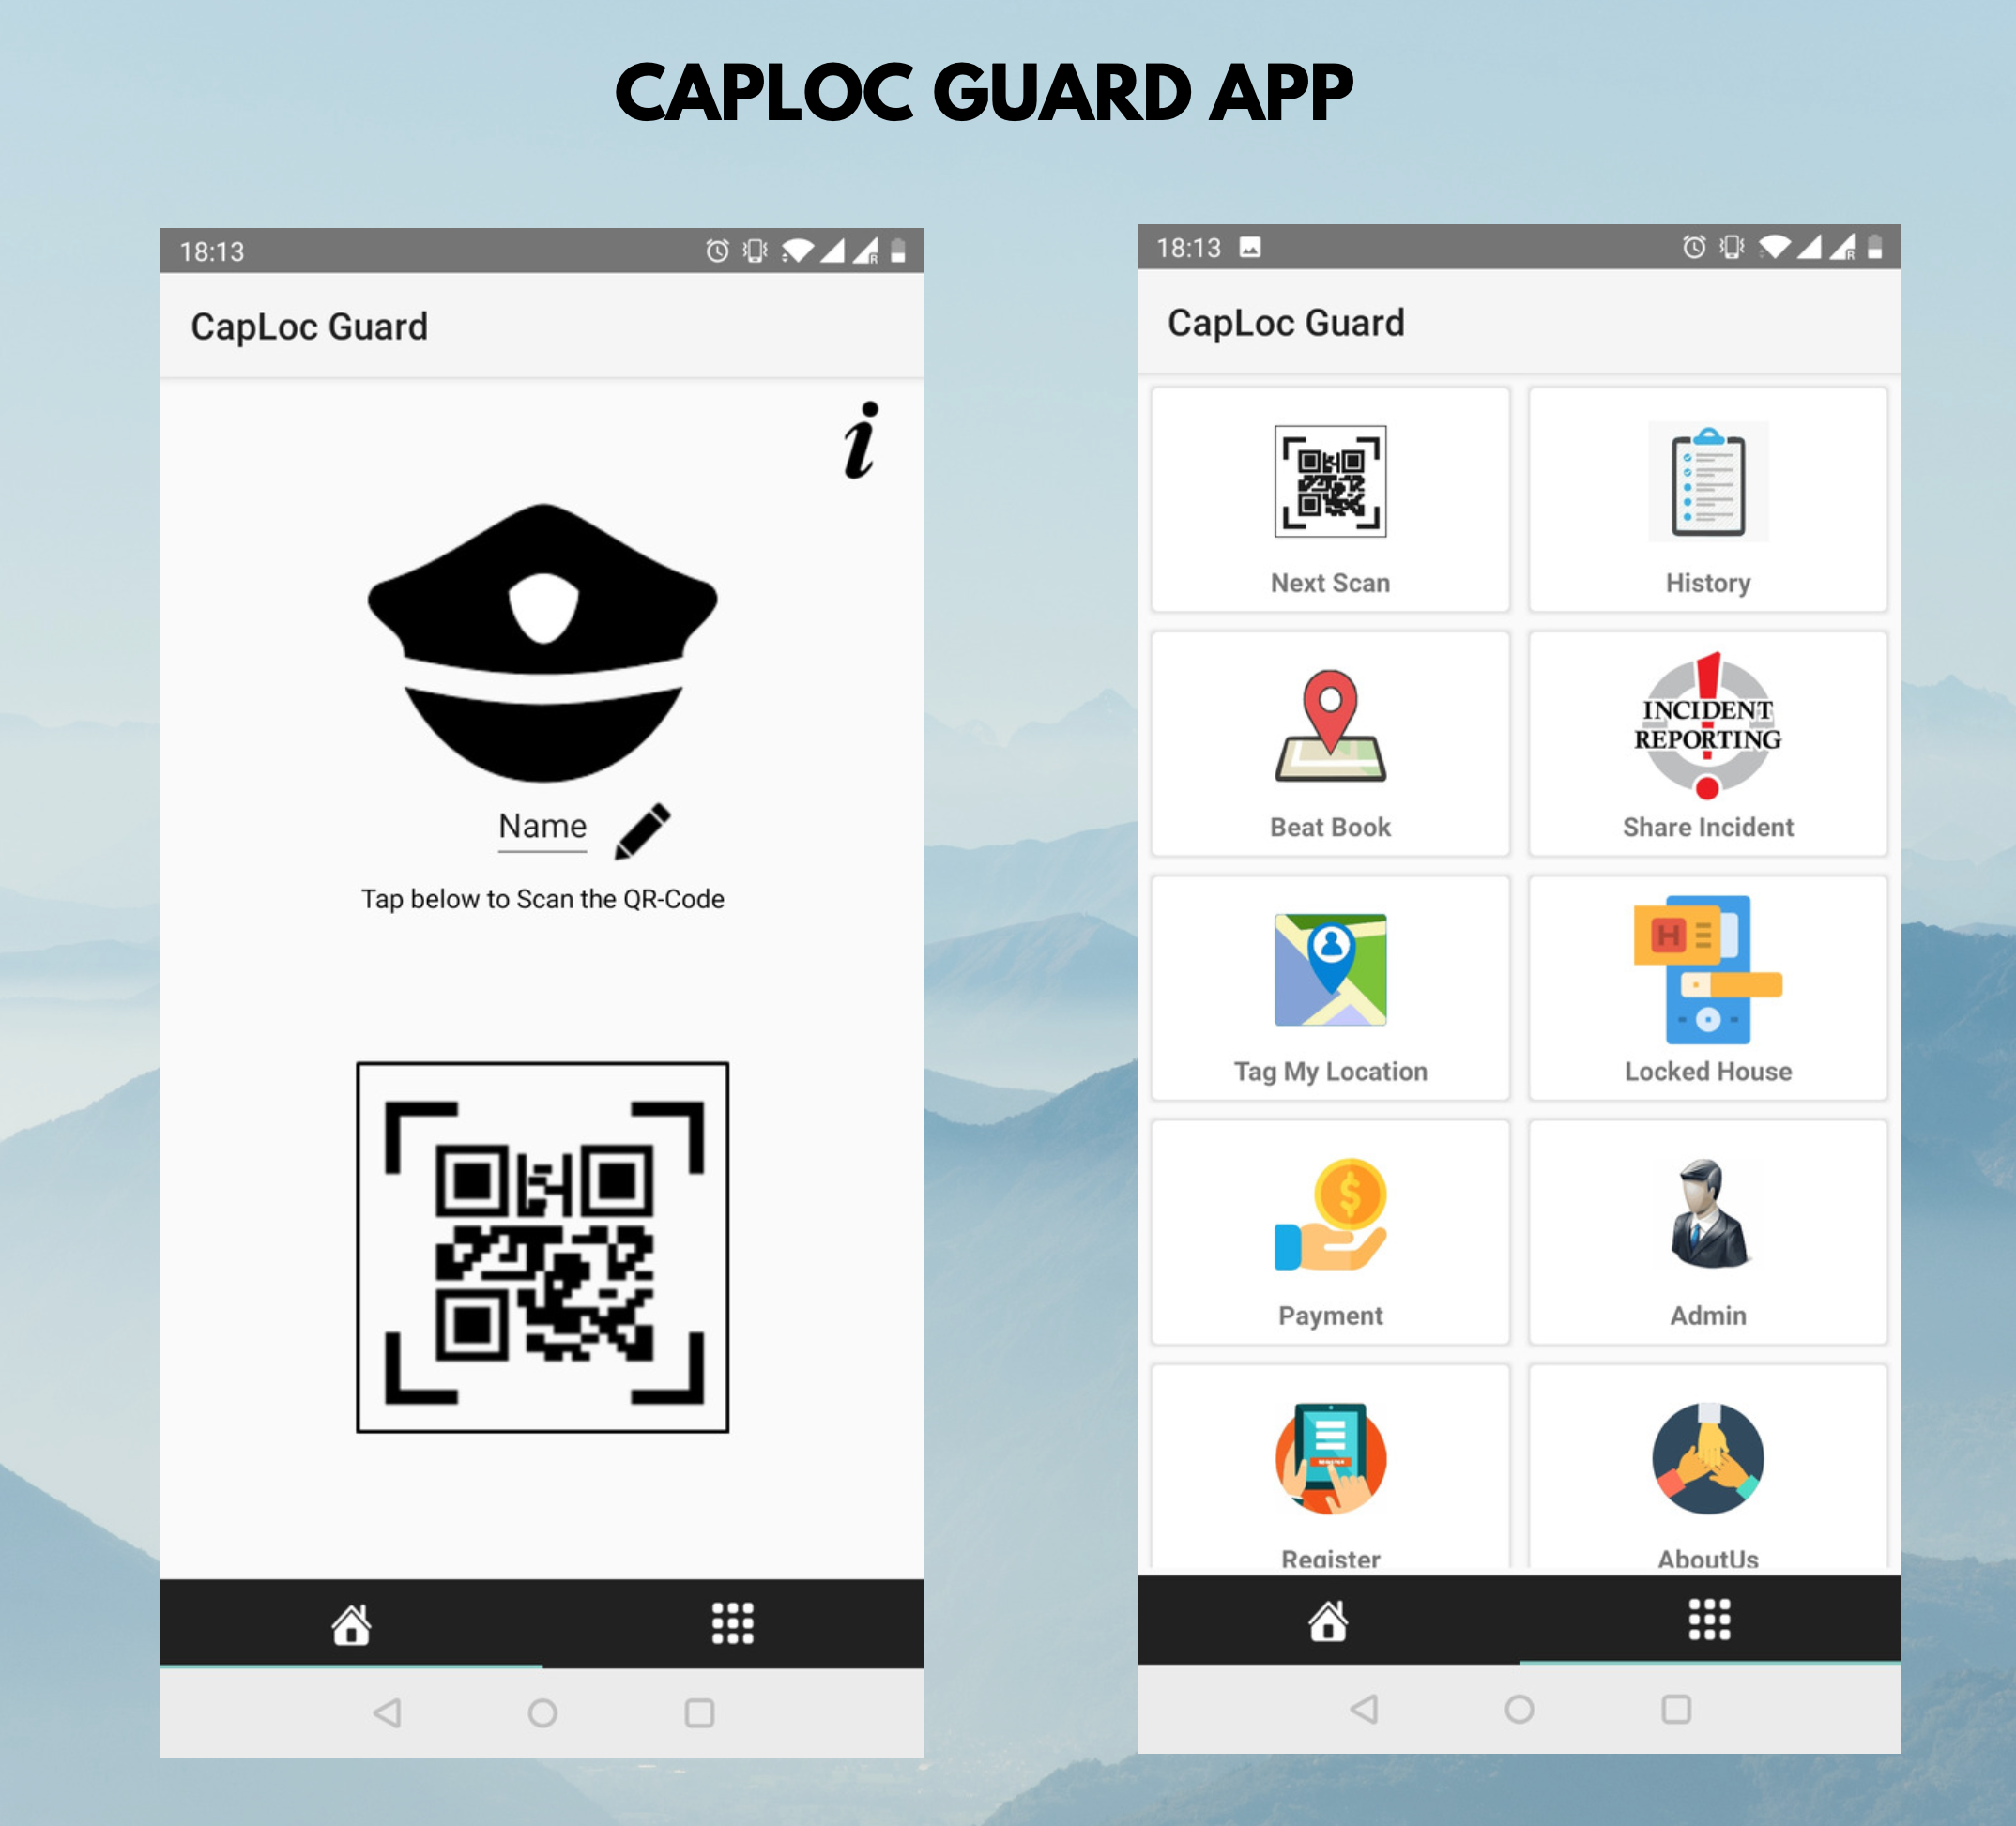 CAPLOC GUARD APP
18:13
CapLoc Guard
Name
Tap below to Scan the QR-Code
18:13
CapLoc Guard
Next Scan
History
INCIDENT
REPORTING
Beat Book
Share Incident
H
Tag My Location
Locked House
$
Payment
Admin
REGISTER
Register
AboutUs